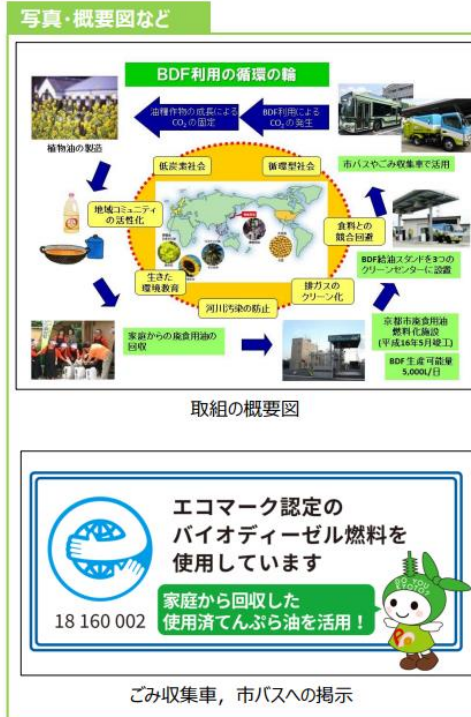 写真・概要図など
BDF利用の循環の輪
油種作物の成長による
CO₂の固定
BDF利用による
CO₂の発生
植物油の製造
市バスやごみ収集車で活用
低炭素社会
循環型社会
地域コミュニティ
の活性化
食料との
競合回避
BDF給油スタンドを3つの
クリーンセンターに設置
生きた
環境教育
排ガスの
クリーン化
河川汚染の防止
家庭からの廃食用油の
回収
京都市廃食用油
燃料化施設
(平成16年5月竣工)
BDF生産可能量
5,000L/日
取組の概要図
エコマーク認定の
バイオディーゼル燃料を
使用しています
18 160 002
家庭から回収した
使用済てんぷら油を活用！
DO YOU KYOTO?
ごみ収集車，市バスへの掲示